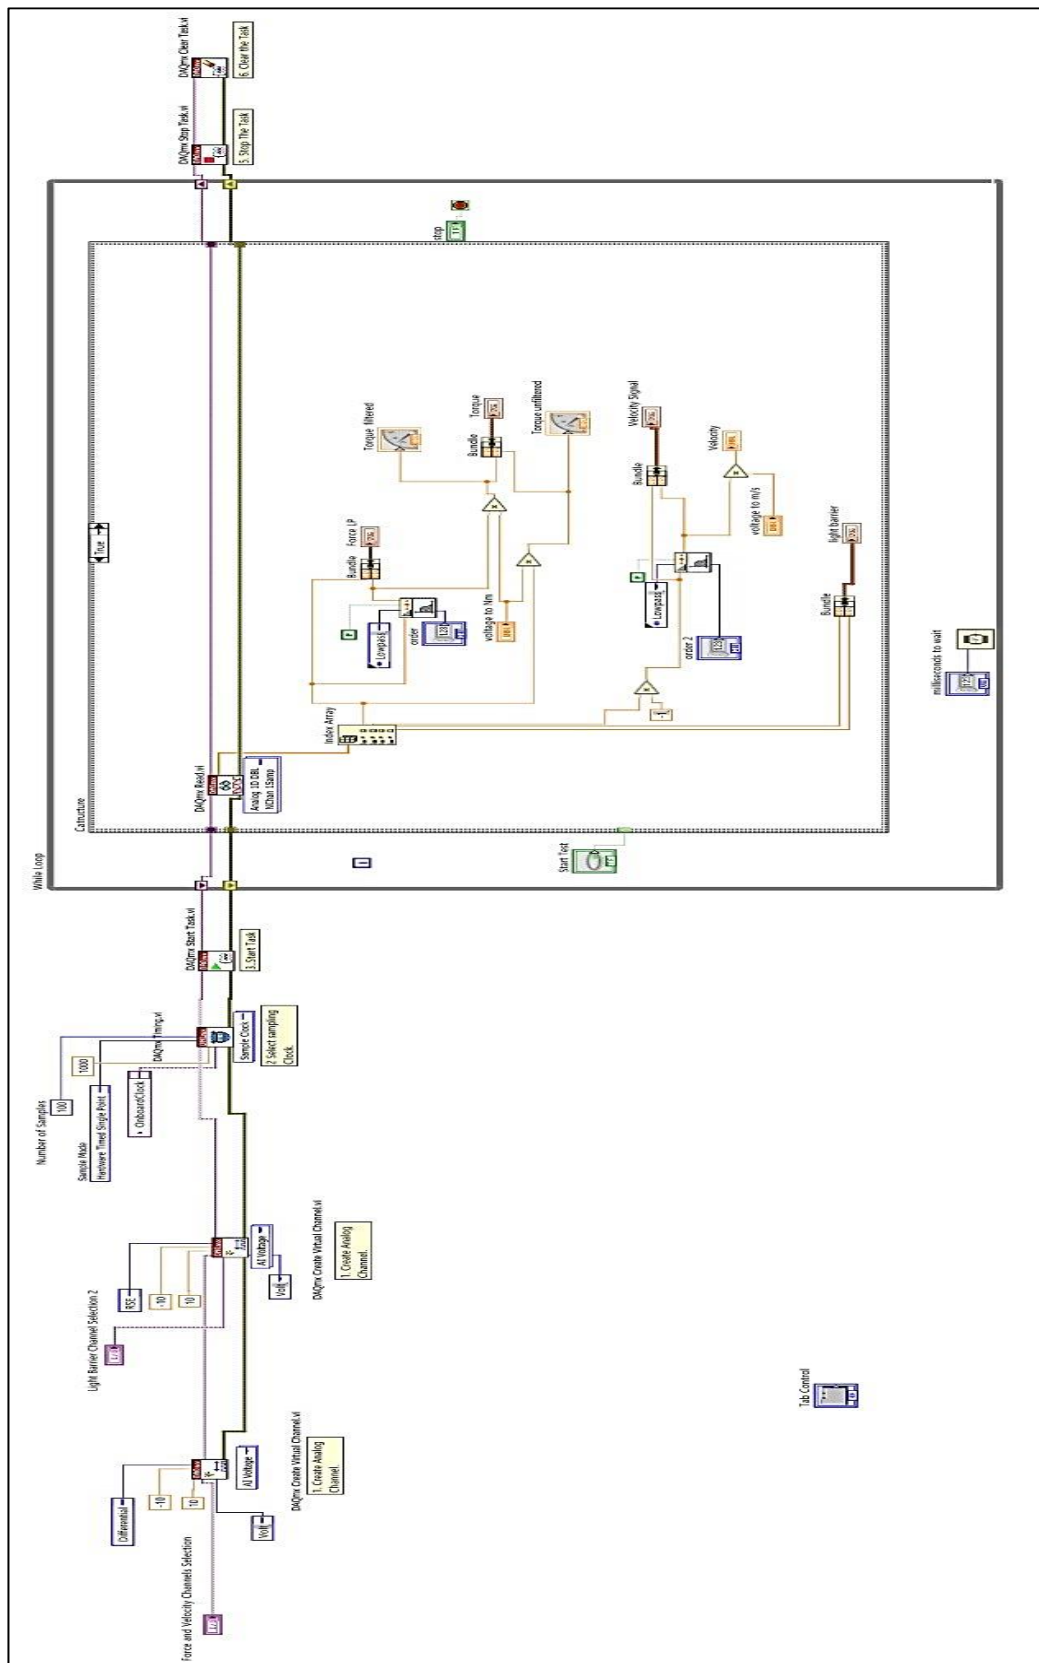 Force and Velocity Channels Selection
Differential
-10
10
AI Voltage
Volt
DAQmx Create Virtual Channel.vi
1. Create Analog
Channel.
Light Barrier Channel Selection 2
RSE
-10
10
AI Voltage
Volt
DAQmx Create Virtual Channel.vi
1. Create Analog
Channel.
Number of Samples
100
1000
Sample Mode
Hardware Timed Single Point
OnboardClock
DAQmx Timing.vi
Sample Clock
2 Select sampling
Clock.
DAQmx Start Task.vi
3.Start Task
While Loop
Start Test
TF
Catructure
True
DAQmx Read.vi
Analog 1D DBL
NChan 1Samp
Index Array
Lowpass
order
Bundle
Force LP
voltage to Nm
Torque filtered
Bundle
Torque
Torque unfiltered
-1
order 2
Lowpass
Bundle
Velocity Signal
voltage to m/s
Velocity
Bundle
light barrier
milliseconds to wait
stop
TF
DAQmx Stop Task.vi
5. Stop The Task
DAQmx Clear Task.vi
6. Clear the Task
Tab Control